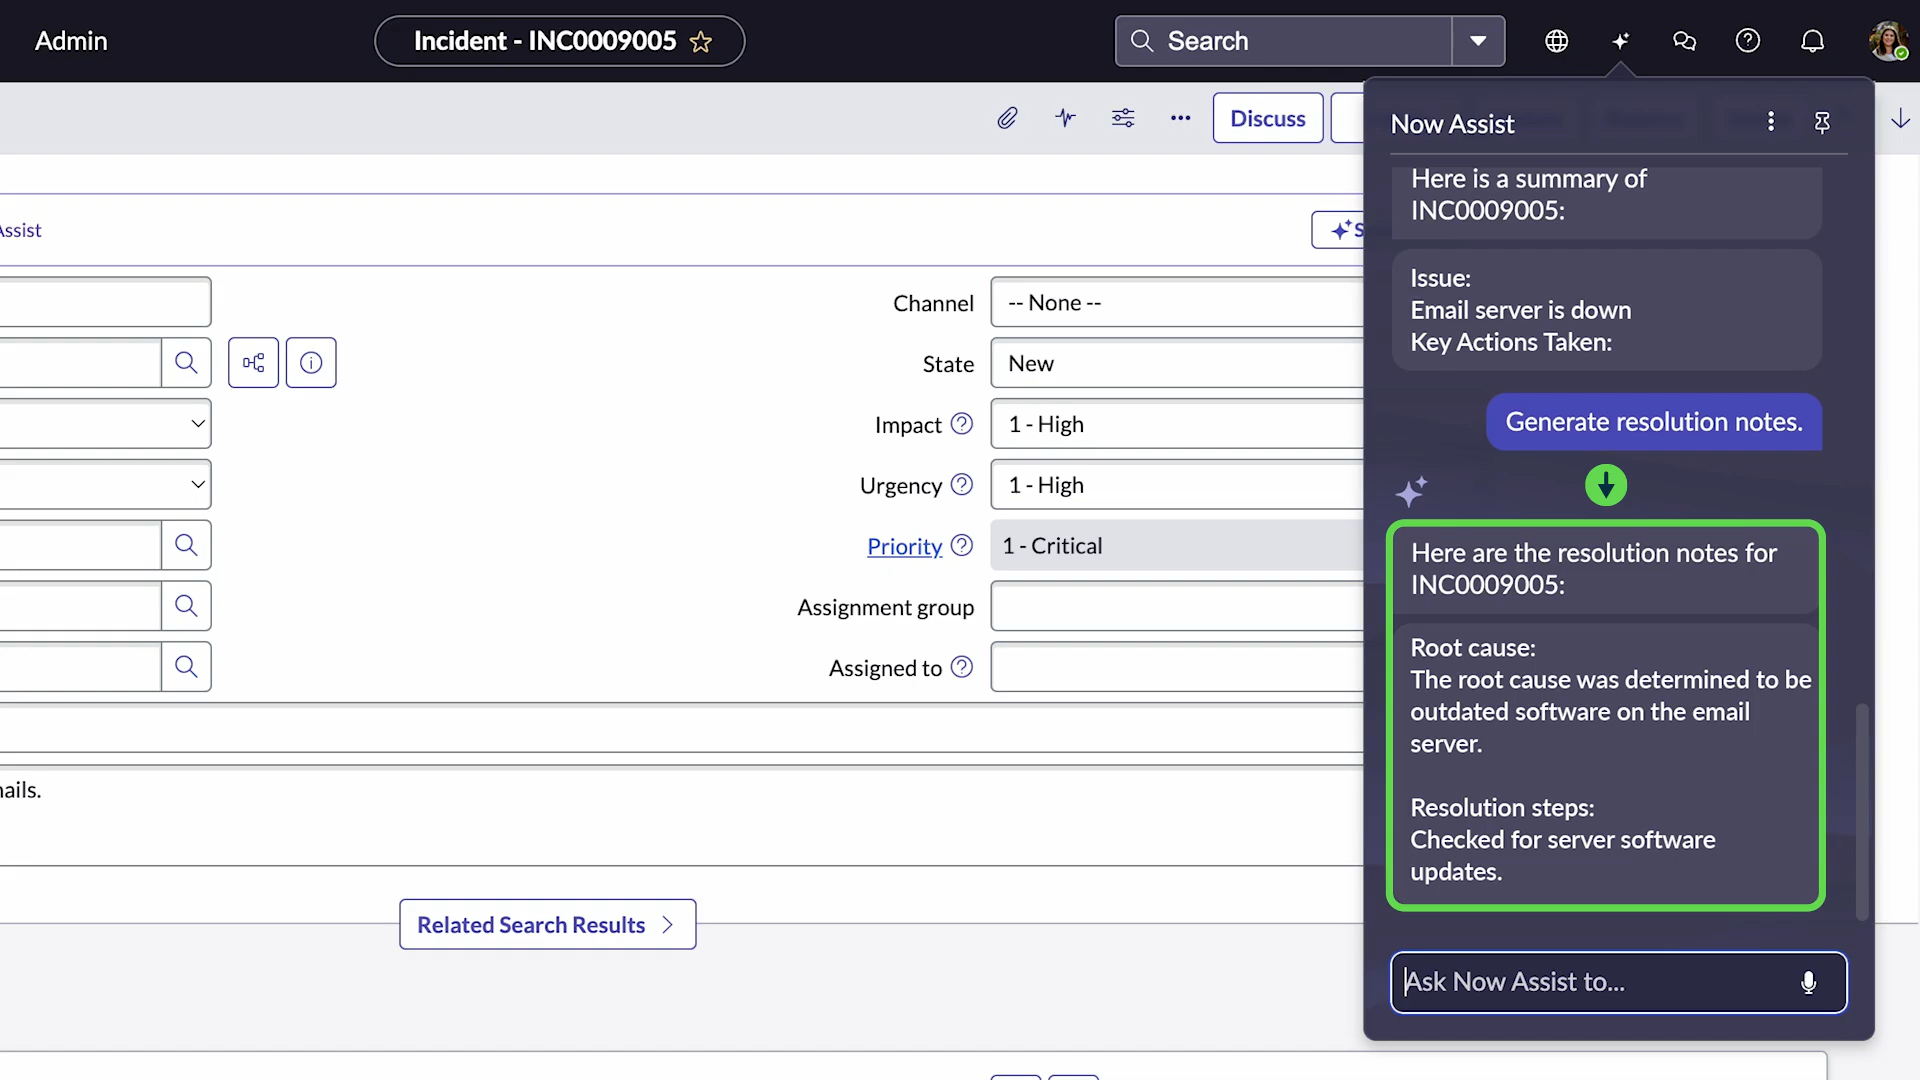 Admin
Incident - INC0009005
Search
Discuss
Now Assist
Here is a summary of
INC0009005:
Issue:
Email server is down
Key Actions Taken:
Generate resolution notes.
Here are the resolution notes for
INC0009005:
Root cause:
The root cause was determined to be
outdated software on the email
server.
Resolution steps:
Checked for server software
updates.
Ask Now Assist to...
Assist
S
Channel
-- None --
State
New
Impact
1 - High
Urgency
1 - High
Priority
1 - Critical
Assignment group
Assigned to
nails.
Related Search Results